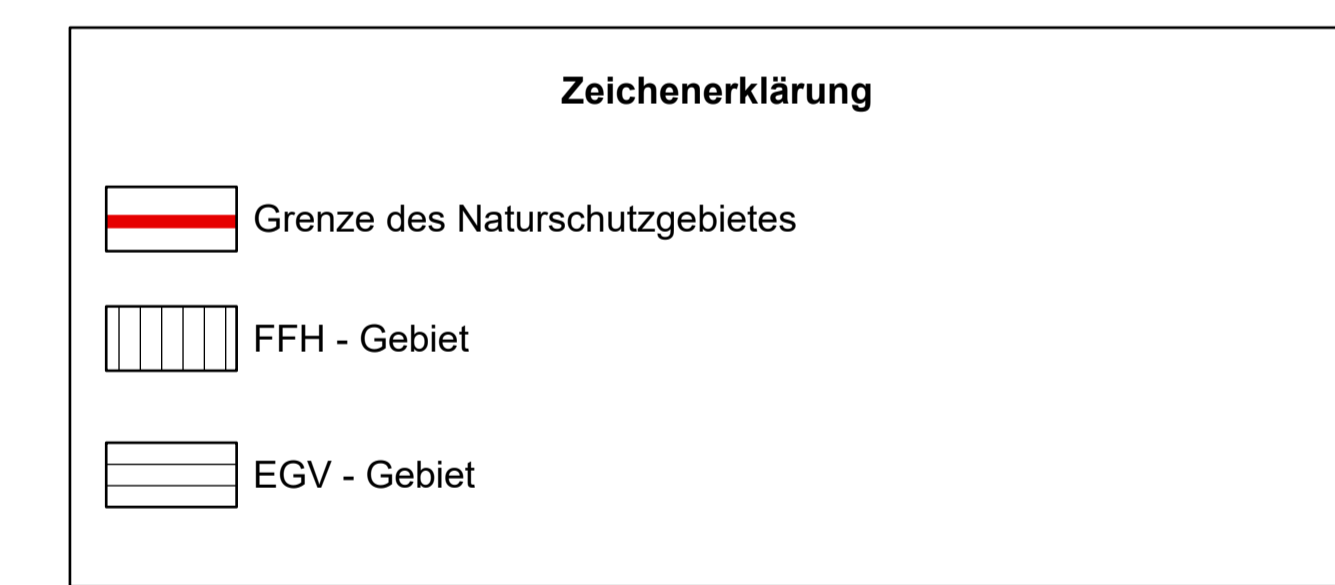 Zeichenerklärung
Grenze des Naturschutzgebietes
FFH - Gebiet
EGV - Gebiet